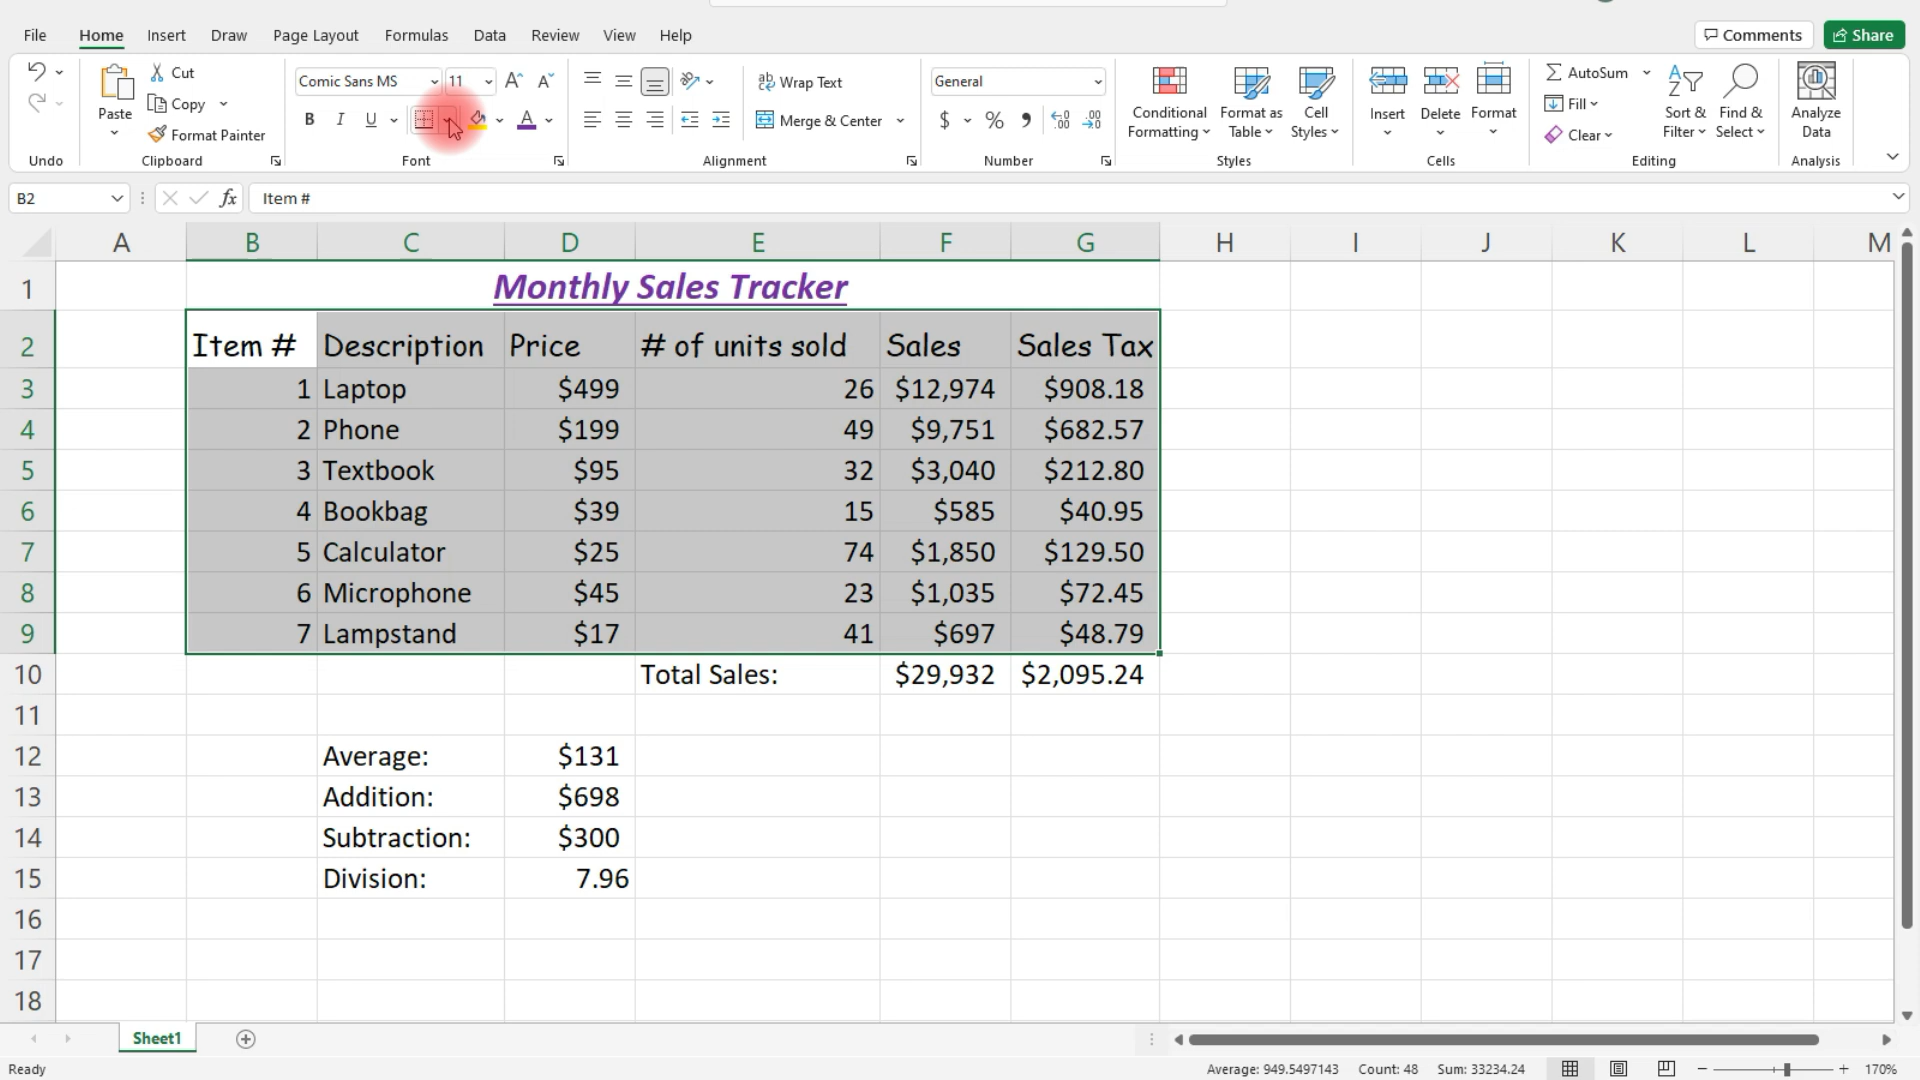 File Home Insert Draw Page Layout Formulas Data Review View Help Comments Share
Cut
Copy
Format Painter
Paste
Undo Clipboard
Comic Sans MS 11
B I U A
Font
Wrap Text
Merge & Center
Alignment
General
$ % 9
Number
Conditional Formatting
Format as Table
Cell Styles
Styles
Insert Delete Format
Cells
AutoSum
Fill
Clear
Sort & Filter
Find & Select
Editing
Analyze Data
Analysis
B2 fx Item #
A B C D E F G H I J K L M
1 Monthly Sales Tracker
2 Item # Description Price # of units sold Sales Sales Tax
3 1 Laptop $499 26 $12,974 $908.18
4 2 Phone $199 49 $9,751 $682.57
5 3 Textbook $95 32 $3,040 $212.80
6 4 Bookbag $39 15 $585 $40.95
7 5 Calculator $25 74 $1,850 $129.50
8 6 Microphone $45 23 $1,035 $72.45
9 7 Lampstand $17 41 $697 $48.79
10 Total Sales: $29,932 $2,095.24
11
12 Average: $131
13 Addition: $698
14 Subtraction: $300
15 Division: 7.96
16
17
18
Sheet1
Ready Average: 949.5497143 Count: 48 Sum: 33234.24 170%